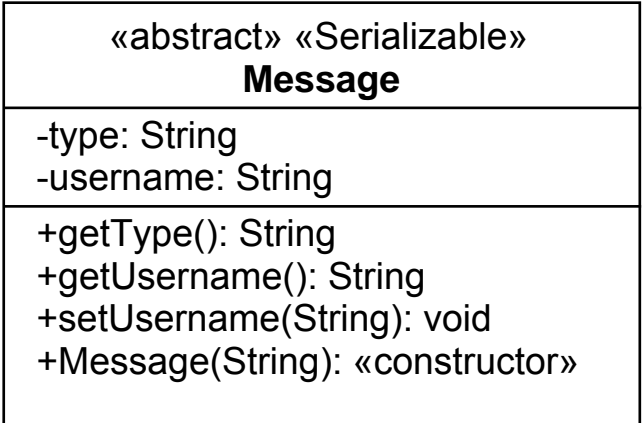 «abstract» «Serializable»
Message
-type: String
-username: String
+getType(): String
+getUsername(): String
+setUsername(String): void
+Message(String): «constructor»